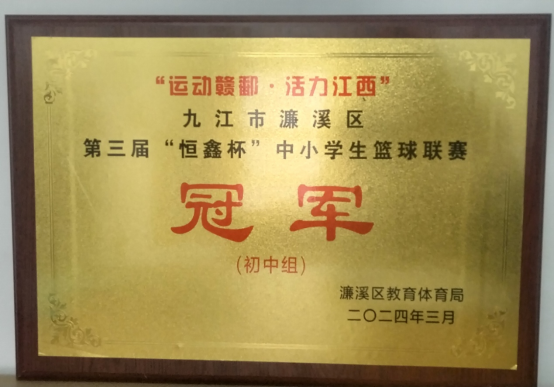 “运动赣鄱·活力江西”
九江市濂溪区
第三届“恒鑫杯”中小学生篮球联赛
冠军
(初中组)
濂溪区教育体育局
二〇二四年三月